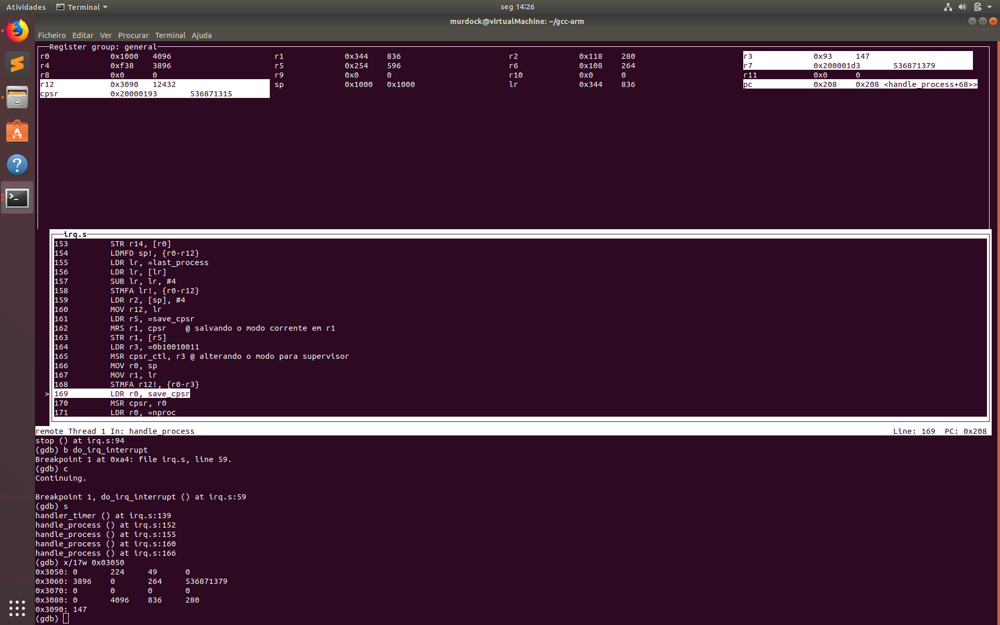 Atividades Terminal seg 14:26
murdock@virtualMachine: ~/gcc-arm
Ficheiro Editar Ver Procurar Terminal Ajuda
Register group: general
r0 0x1000 4096 r1 0x344 836 r2 0x118 280 r3 0x93 147
r4 0xf38 3896 r5 0x254 596 r6 0x108 264 r7 0x200001d3 536871379
r8 0x0 0 r9 0x0 0 r10 0x0 0 r11 0x0 0
r12 0x3090 12432 sp 0x1000 0x1000 lr 0x344 836 pc 0x208 0x208 <handle_process+68>>
cpsr 0x20000193 536871315
irq.s
153 STR r14, [r0]
154 LDMFD sp!, {r0-r12}
155 LDR lr, =last_process
156 LDR lr, [lr]
157 SUB lr, lr, #4
158 STMFA lr!, {r0-r12}
159 LDR r2, [sp], #4
160 MOV r12, lr
161 LDR r5, =save_cpsr
162 MRS r1, cpsr @ salvando o modo corrente em r1
163 STR r1, [r5]
164 LDR r3, =0b10010011
165 MSR cpsr_ctl, r3 @ alterando o modo para supervisor
166 MOV r0, sp
167 MOV r1, lr
168 STMFA r12!, {r0-r3}
>169 LDR r0, save_cpsr
170 MSR cpsr, r0
171 LDR r0, =nproc
remote Thread 1 In: handle_process Line: 169 PC: 0x208
stop () at irq.s:94
(gdb) b do_irq_interrupt
Breakpoint 1 at 0xa4: file irq.s, line 59.
(gdb) c
Continuing.
Breakpoint 1, do_irq_interrupt () at irq.s:59
(gdb) s
handler_timer () at irq.s:139
handle_process () at irq.s:152
handle_process () at irq.s:155
handle_process () at irq.s:160
handle_process () at irq.s:166
(gdb) x/17w 0x03050
0x3050: 0 224 49 0
0x3060: 3896 0 264 536871379
0x3070: 0 0 0 0
0x3080: 0 4096 836 280
0x3090: 147
(gdb)